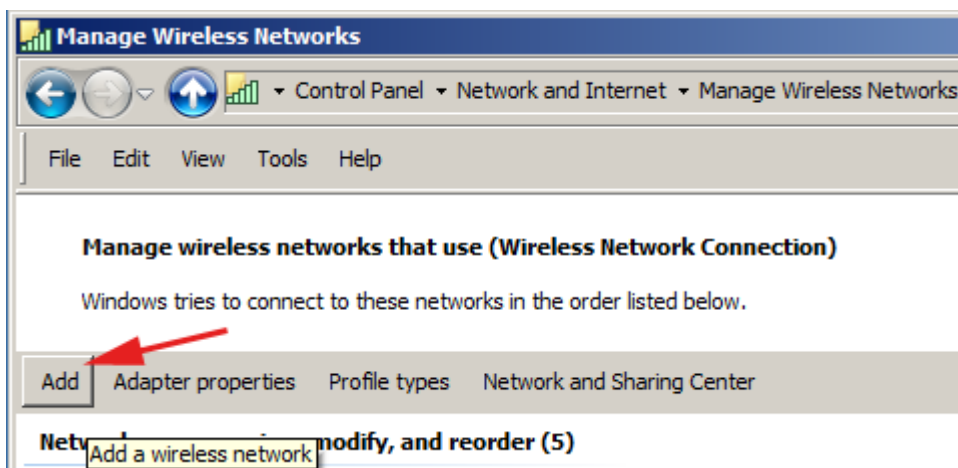 Manage Wireless Networks
Control Panel Network and Internet Manage Wireless Networks
File Edit View Tools Help
Manage wireless networks that use (Wireless Network Connection)
Windows tries to connect to these networks in the order listed below.
Add Adapter properties Profile types Network and Sharing Center
modify, and reorder (5)
Add a wireless network